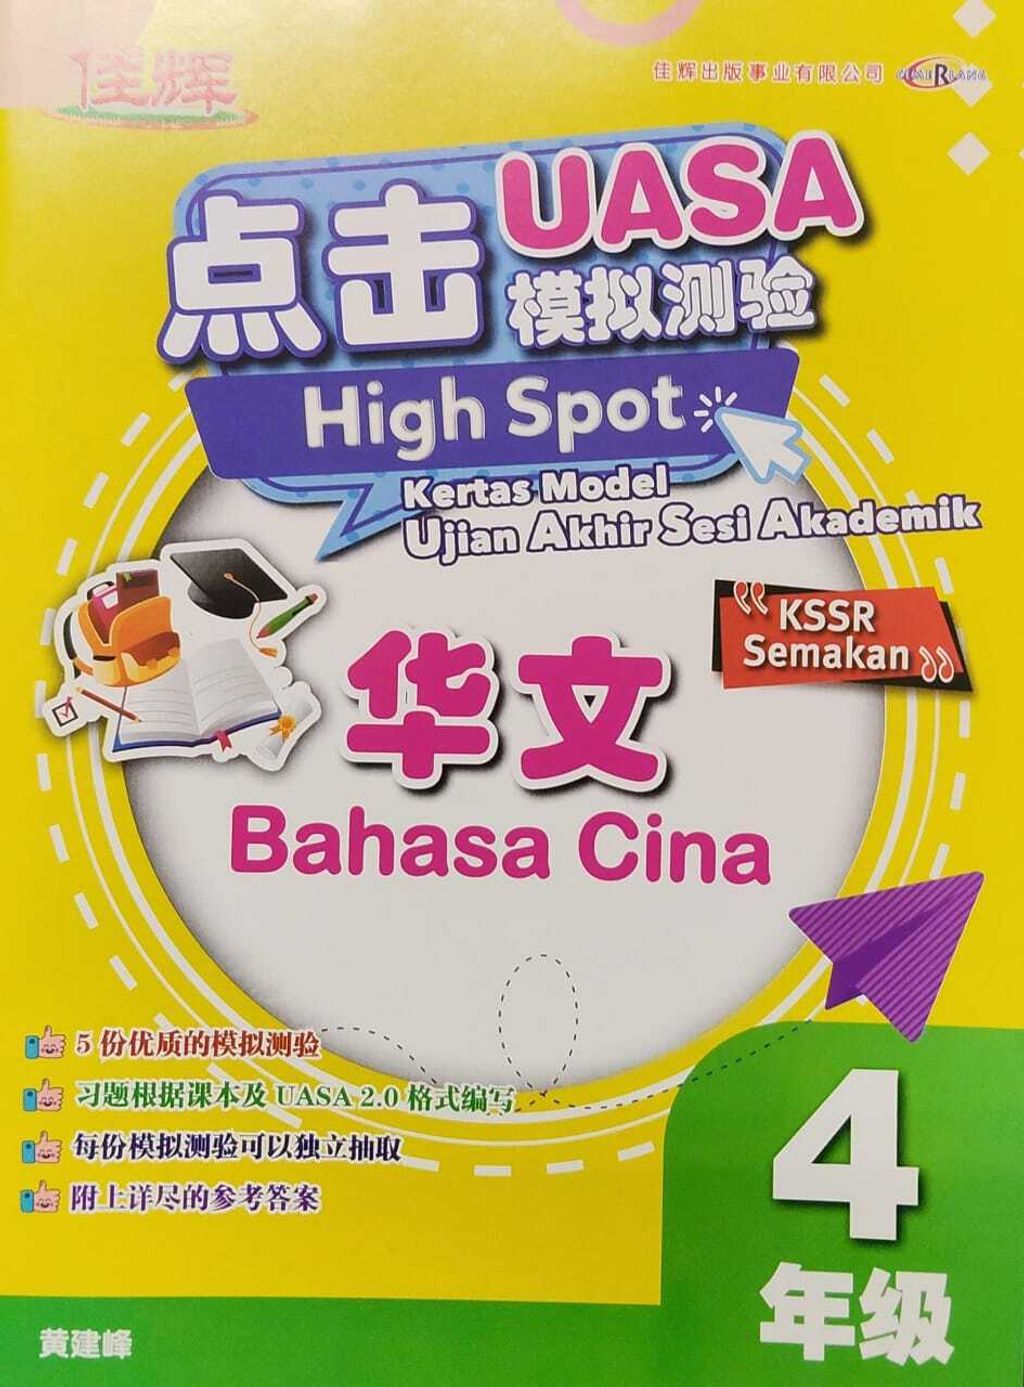 佳辉
佳辉出版事业有限公司
点击 UASA
模拟测验
High Spot
Kertas Model
Ujian Akhir Sesi Akademik
KSSR
Semakan
华文
Bahasa Cina
5 份优质的模拟测验
习题根据课本及 UASA 2.0 格式编写
每份模拟测验可以独立抽取
附上详尽的参考答案
4
年级
黄建峰